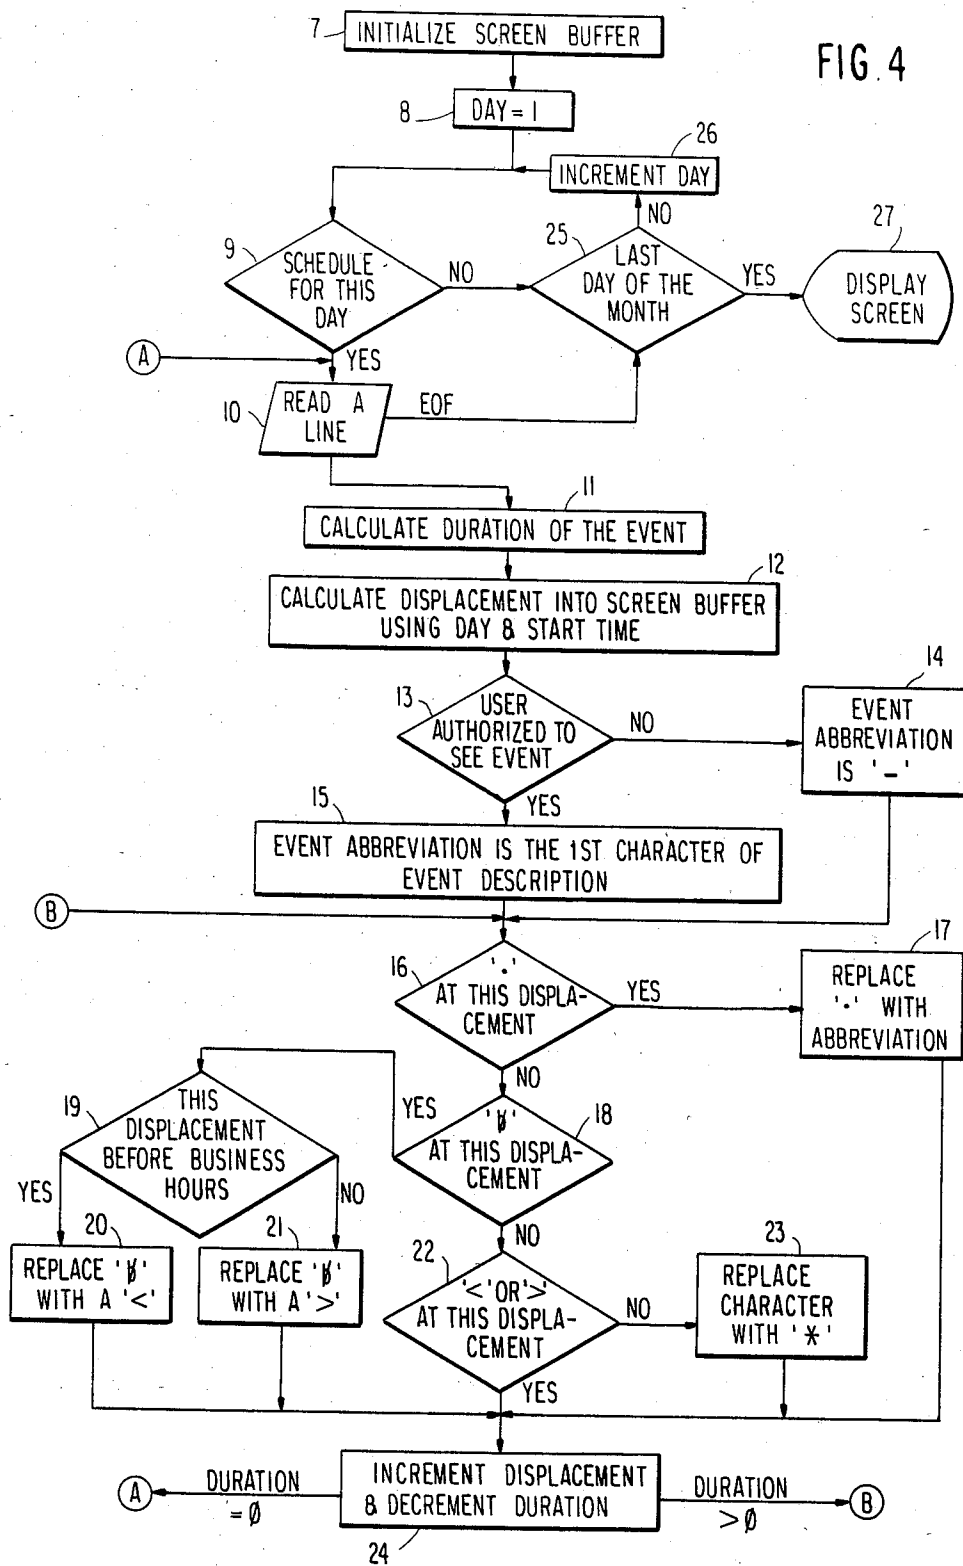 FIG. 4
7
INITIALIZE SCREEN BUFFER
8
DAY = 1
26
INCREMENT DAY
NO
9
SCHEDULE
FOR THIS
DAY
NO
25
LAST
DAY OF THE
MONTH
YES
27
DISPLAY
SCREEN
A
YES
10
READ A
LINE
EOF
11
CALCULATE DURATION OF THE EVENT
12
CALCULATE DISPLACEMENT INTO SCREEN BUFFER
USING DAY & START TIME
13
USER
AUTHORIZED TO
SEE EVENT
NO
14
EVENT
ABBREVIATION
IS '–'
YES
15
EVENT ABBREVIATION IS THE 1ST CHARACTER OF
EVENT DESCRIPTION
B
16
'.'
AT THIS DISPLA-
CEMENT
YES
17
REPLACE
'.' WITH
ABBREVIATION
NO
18
'b̸'
AT THIS DISPLA-
CEMENT
YES
19
THIS
DISPLACEMENT
BEFORE BUSINESS
HOURS
YES
NO
20
REPLACE 'b̸'
WITH A '<'
21
REPLACE 'b̸'
WITH A '>'
NO
22
'<' OR '>'
AT THIS DISPLA-
CEMENT
NO
23
REPLACE
CHARACTER
WITH '*'
YES
INCREMENT DISPLACEMENT
& DECREMENT DURATION
24
A
DURATION
= Ø
DURATION
> Ø
B